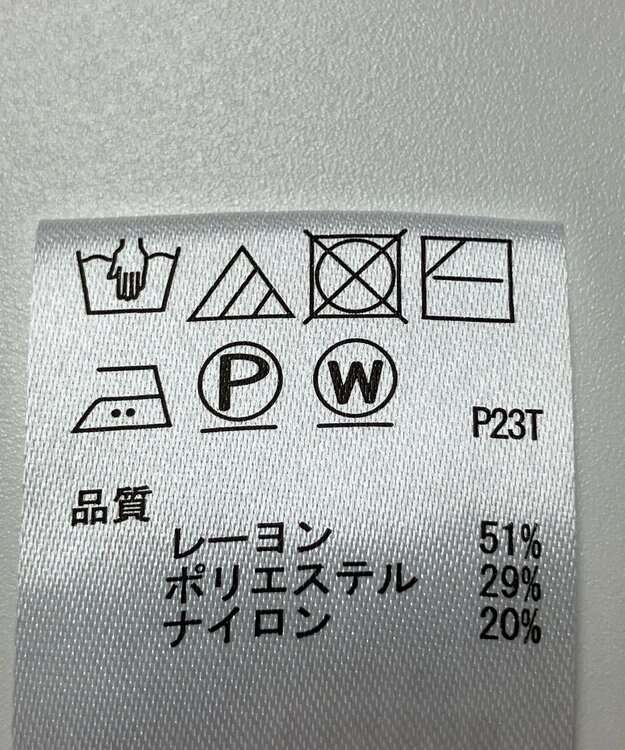 P W
P23T
品質
レーヨン 51%
ポリエステル 29%
ナイロン 20%